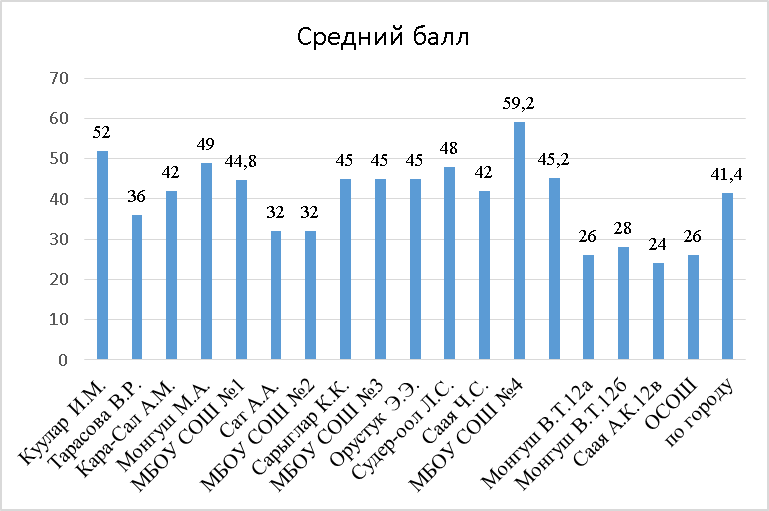 Средний балл
70
60
50
40
30
20
10
0
52
36
42
49
44,8
32
32
45
45
45
48
42
59,2
45,2
26
28
24
26
41,4
Куулар И.М.
Тарасова В.Р.
Кара-Сал А.М.
Монгуш М.А.
МБОУ СОШ №1
Сат А.А.
МБОУ СОШ №2
Сарыглар К.К.
МБОУ СОШ №3
Орустук Э.Э.
Судер-оол Л.С.
Саая Ч.С.
МБОУ СОШ №4
Монгуш В.Т.12а
Монгуш В.Т.12б
Саая А.К.12в
ОСОШ
по городу